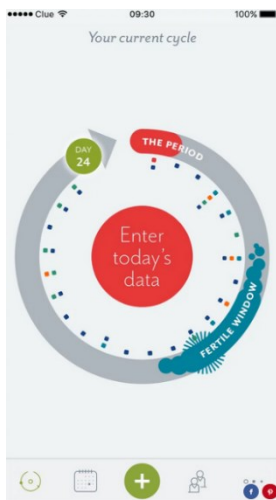 Clue 09:30 100%
Your current cycle
DAY
24
THE PERIOD
Enter
today's
data
FERTILE WINDOW